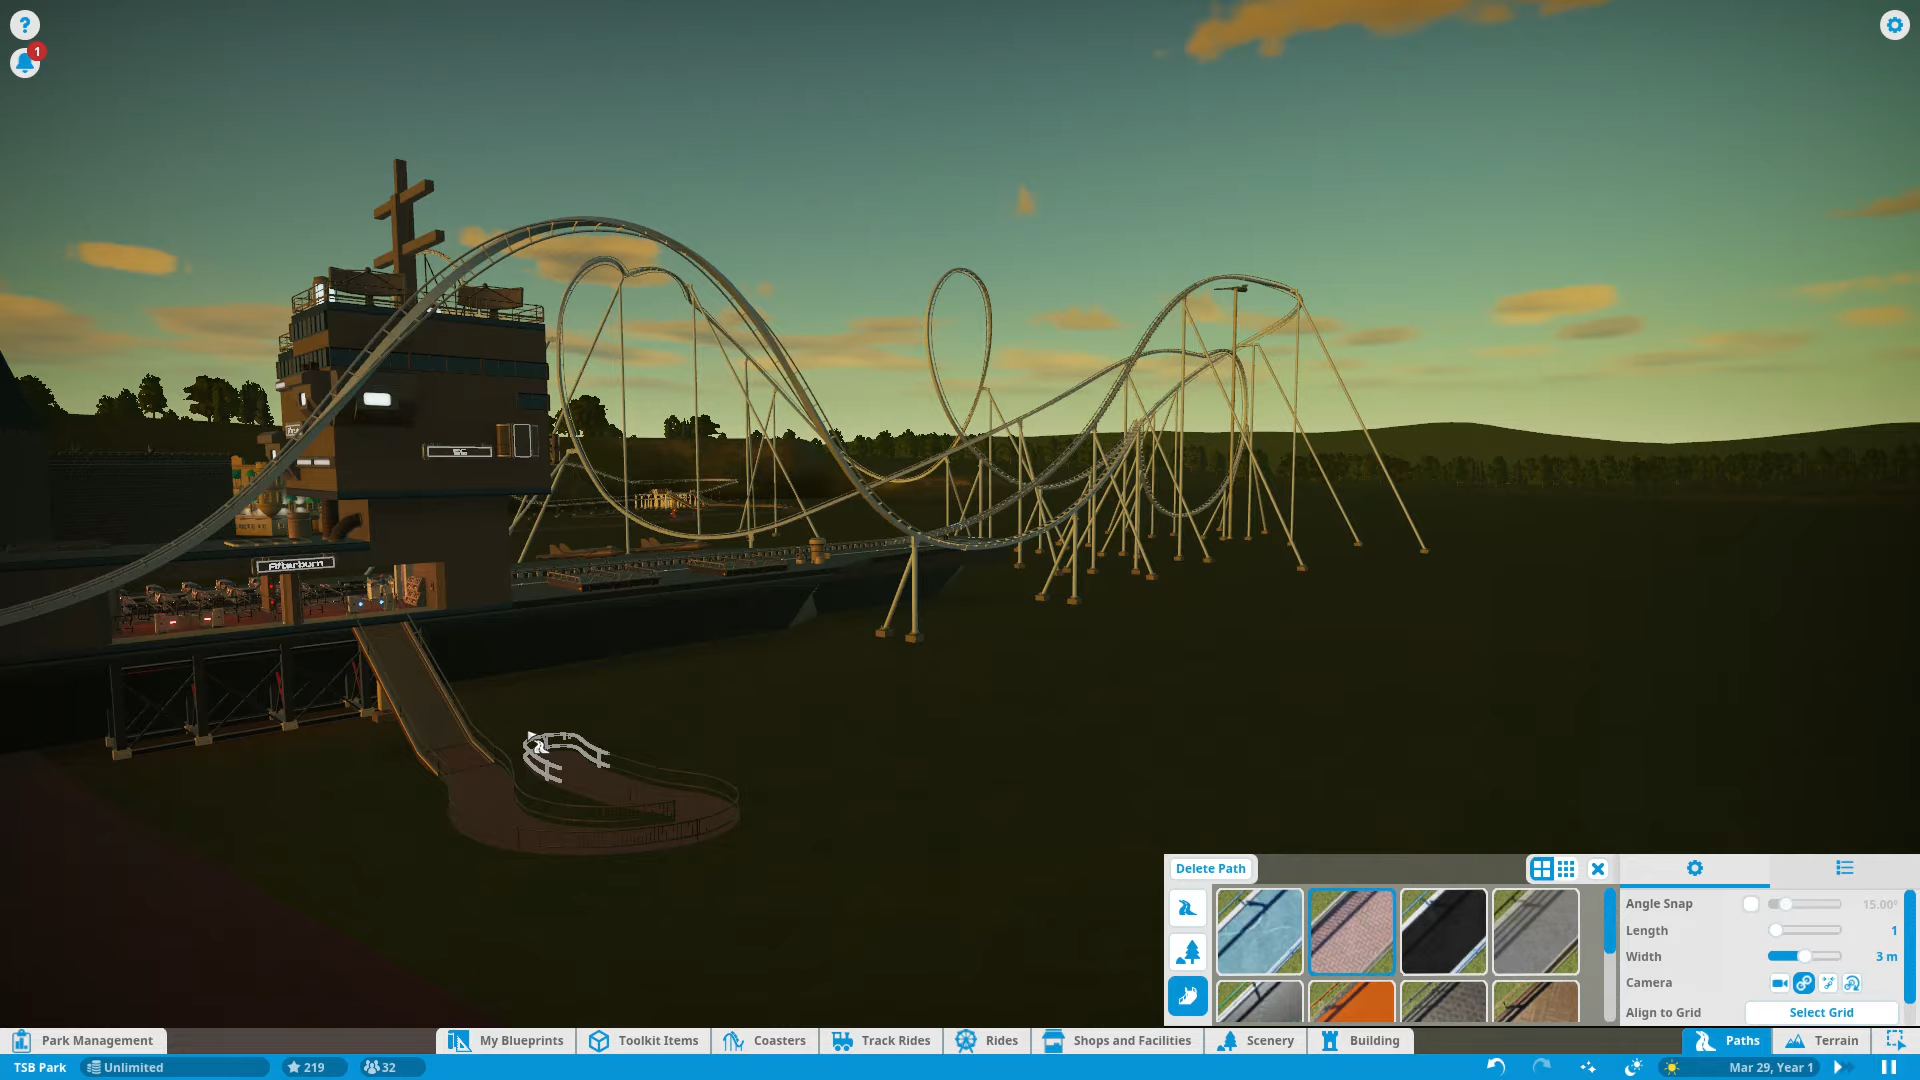 ?
1
EC
Afterburn
Delete Path
Angle Snap 15.00°
Length 1
Width 3 m
Camera
Align to Grid Select Grid
Park Management My Blueprints Toolkit Items Coasters Track Rides Rides Shops and Facilities Scenery Building Paths Terrain
TSB Park Unlimited 219 32 Mar 29, Year 1